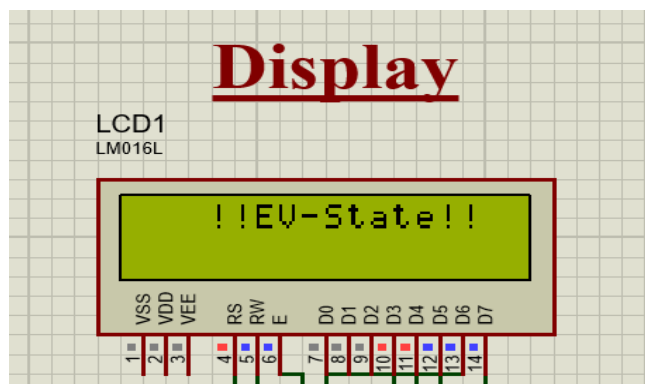 Display
LCD1
LM016L
!!EV-State!!
VSS VDD VEE RS RW E D0 D1 D2 D3 D4 D5 D6 D7
1 2 3 4 5 6 7 8 9 10 11 12 13 14